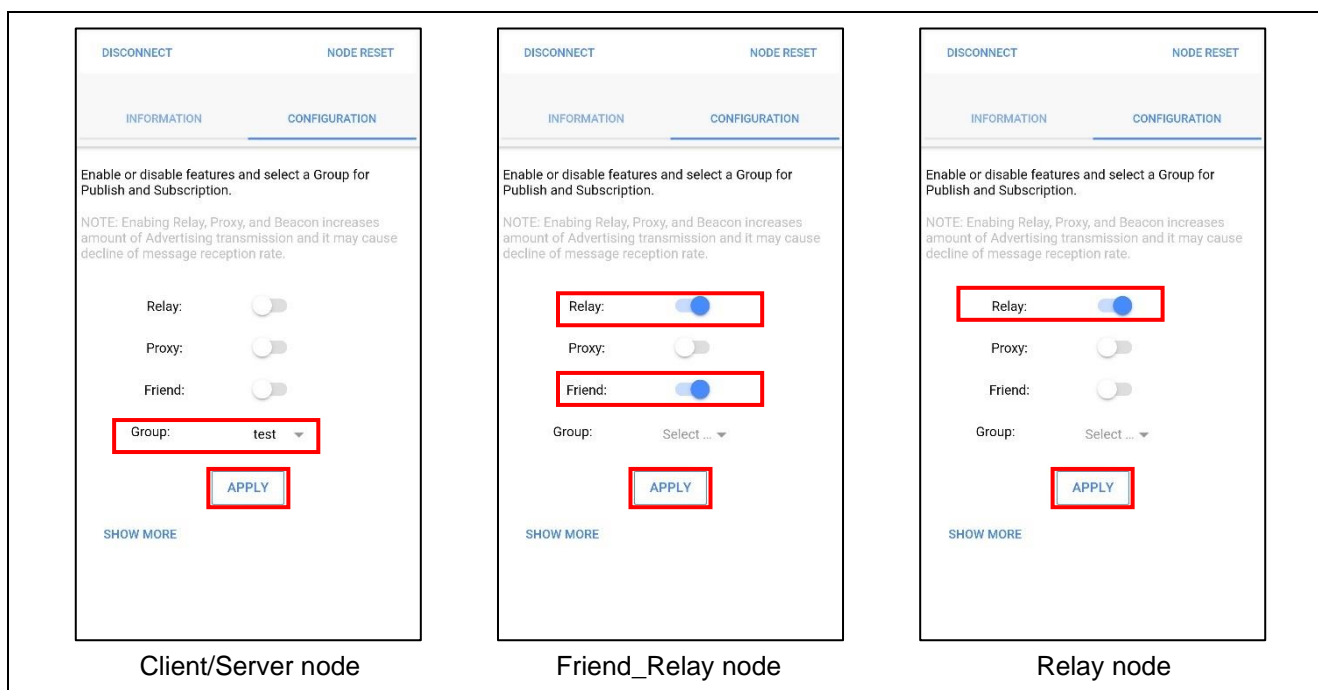 DISCONNECT NODE RESET
INFORMATION CONFIGURATION
Enable or disable features and select a Group for
Publish and Subscription.
NOTE: Enabing Relay, Proxy, and Beacon increases
amount of Advertising transmission and it may cause
decline of message reception rate.
Relay:
Proxy:
Friend:
Group: test
APPLY
SHOW MORE
Client/Server node
DISCONNECT NODE RESET
INFORMATION CONFIGURATION
Enable or disable features and select a Group for
Publish and Subscription.
NOTE: Enabing Relay, Proxy, and Beacon increases
amount of Advertising transmission and it may cause
decline of message reception rate.
Relay:
Proxy:
Friend:
Group: Select ...
APPLY
SHOW MORE
Friend_Relay node
DISCONNECT NODE RESET
INFORMATION CONFIGURATION
Enable or disable features and select a Group for
Publish and Subscription.
NOTE: Enabing Relay, Proxy, and Beacon increases
amount of Advertising transmission and it may cause
decline of message reception rate.
Relay:
Proxy:
Friend:
Group: Select ...
APPLY
SHOW MORE
Relay node